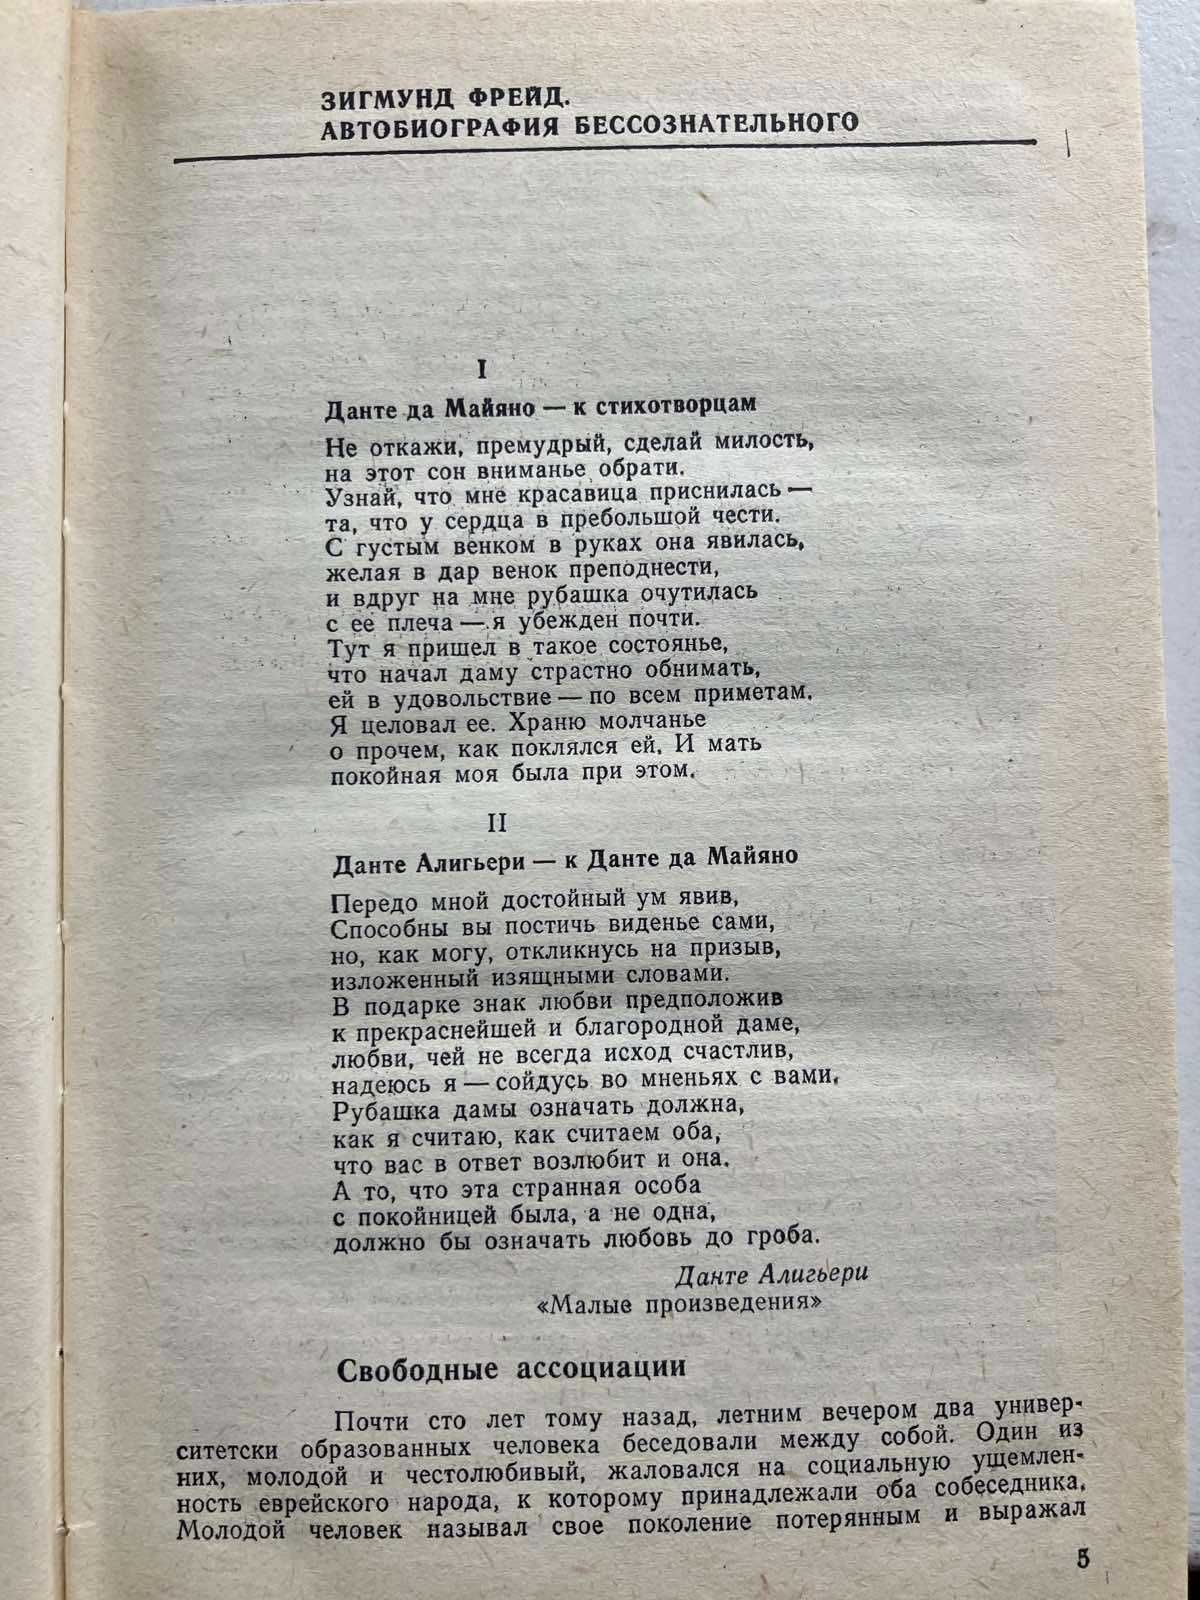 ЗИГМУНД ФРЕЙД.
АВТОБИОГРАФИЯ БЕССОЗНАТЕЛЬНОГО
I
Данте да Майяно — к стихотворцам
Не откажи, премудрый, сделай милость,
на этот сон вниманье обрати.
Узнай, что мне красавица приснилась —
та, что у сердца в пребольшой чести.
С густым венком в руках она явилась,
желая в дар венок преподнести,
и вдруг на мне рубашка очутилась
с ее плеча — я убежден почти.
Тут я пришел в такое состоянье,
что начал даму страстно обнимать,
ей в удовольствие — по всем приметам.
Я целовал ее. Храню молчанье
о прочем, как поклялся ей. И мать
покойная моя была при этом.
II
Данте Алигьери — к Данте да Майяно
Передо мной достойный ум явив,
Способны вы постичь виденье сами,
но, как могу, откликнусь на призыв,
изложенный изящными словами.
В подарке знак любви предположив
к прекраснейшей и благородной даме,
любви, чей не всегда исход счастлив,
надеюсь я — сойдусь во мненьях с вами.
Рубашка дамы означать должна,
как я считаю, как считаем оба,
что вас в ответ возлюбит и она.
А то, что эта странная особа
с покойницей была, а не одна,
должно бы означать любовь до гроба.
Данте Алигьери
«Малые произведения»
Свободные ассоциации
Почти сто лет тому назад, летним вечером два универ-
ситетски образованных человека беседовали между собой. Один из
них, молодой и честолюбивый, жаловался на социальную ущемлен-
ность еврейского народа, к которому принадлежали оба собеседника.
Молодой человек называл свое поколение потерянным и выражал
5